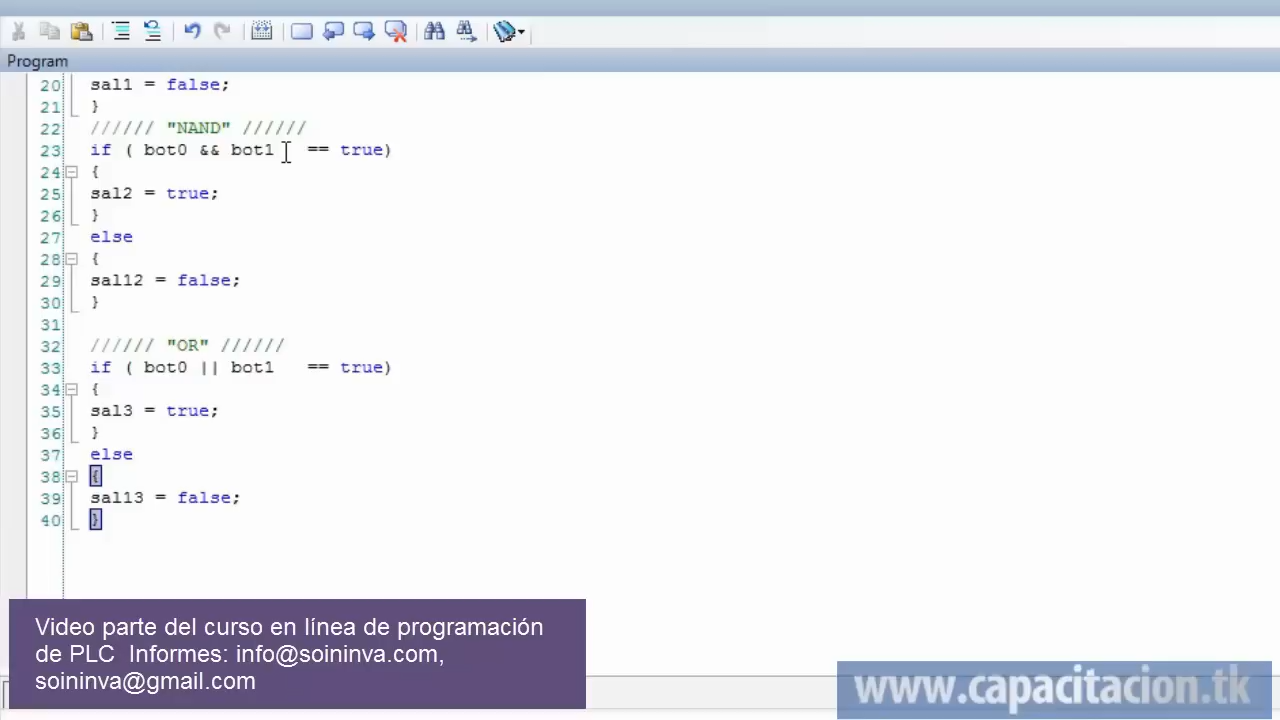 Program
20 sal1 = false;
21 }
22 ////// "NAND" //////
23 if ( bot0 && bot1 == true)
24 {
25 sal2 = true;
26 }
27 else
28 {
29 sal12 = false;
30 }
31
32 ////// "OR" //////
33 if ( bot0 || bot1 == true)
34 {
35 sal3 = true;
36 }
37 else
38 {
39 sal13 = false;
40 }
Video parte del curso en línea de programación
de PLC Informes: info@soininva.com,
soininva@gmail.com
www.capacitacion.tk